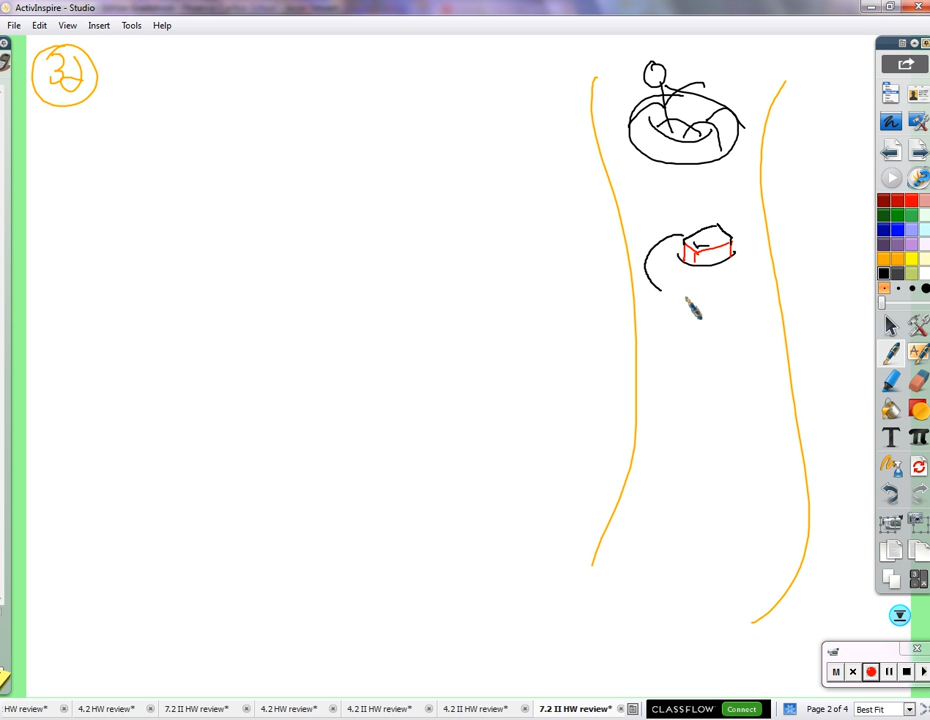 ActivInspire - Studio
File Edit View Insert Tools Help
32
HW review* 4.2 HW review* 7.2 II HW review* 4.2 HW review* 4.2 II HW review* 4.2 II HW review* 7.2 II HW review*
CLASSFLOW Connect
Page 2 of 4 Best Fit
M
T